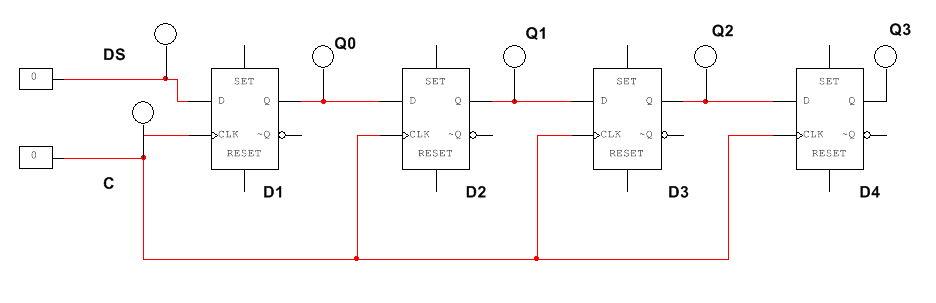 DS
Q0
Q1
Q2
Q3
0
SET
D
Q
CLK
~Q
RESET
SET
D
Q
CLK
~Q
RESET
SET
D
Q
CLK
~Q
RESET
SET
D
Q
CLK
~Q
RESET
0
C
D1
D2
D3
D4